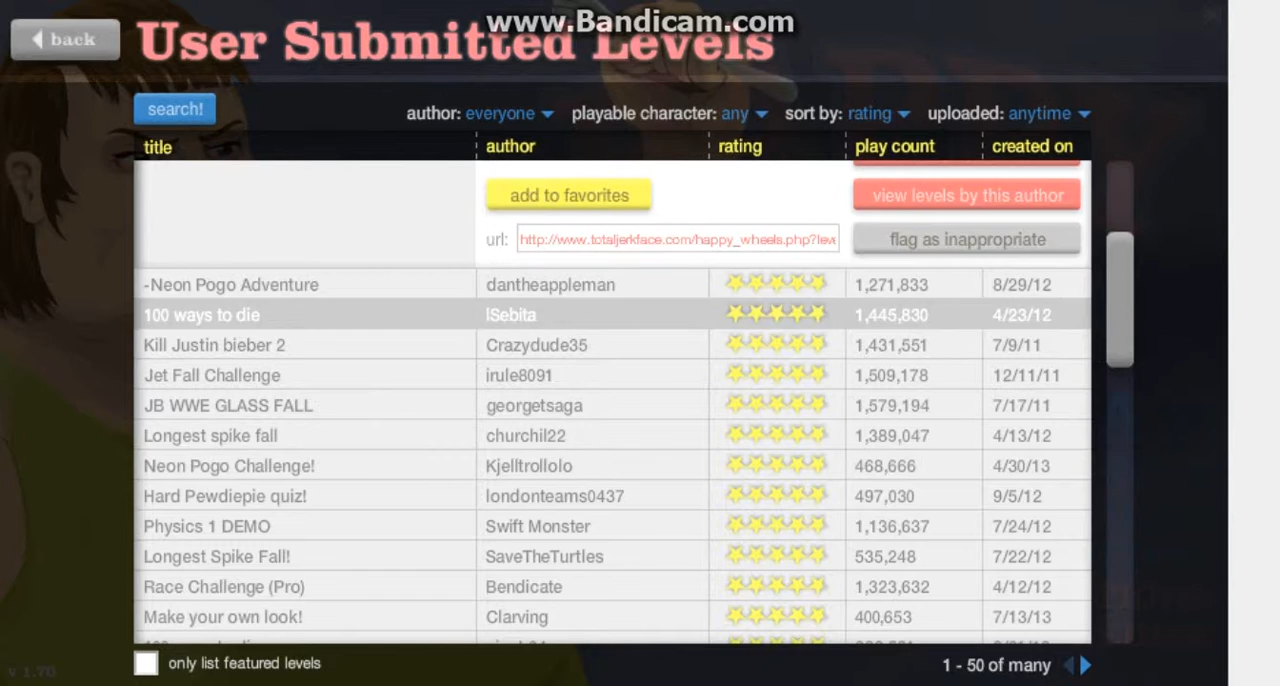 www.Bandicam.com
back
User Submitted Levels
search!
author: everyone playable character: any sort by: rating uploaded: anytime
title author rating play count created on
add to favorites view levels by this author
url: http://www.totaljerkface.com/happy_wheels.php?lev flag as inappropriate
-Neon Pogo Adventure dantheappleman 1,271,833 8/29/12
100 ways to die lSebita 1,445,830 4/23/12
Kill Justin bieber 2 Crazydude35 1,431,551 7/9/11
Jet Fall Challenge irule8091 1,509,178 12/11/11
JB WWE GLASS FALL georgetsaga 1,579,194 7/17/11
Longest spike fall churchil22 1,389,047 4/13/12
Neon Pogo Challenge! Kjelltrollolo 468,666 4/30/13
Hard Pewdiepie quiz! londonteams0437 497,030 9/5/12
Physics 1 DEMO Swift Monster 1,136,637 7/24/12
Longest Spike Fall! SaveTheTurtles 535,248 7/22/12
Race Challenge (Pro) Bendicate 1,323,632 4/12/12
Make your own look! Clarving 400,653 7/13/13
only list featured levels 1 - 50 of many
v 1.70